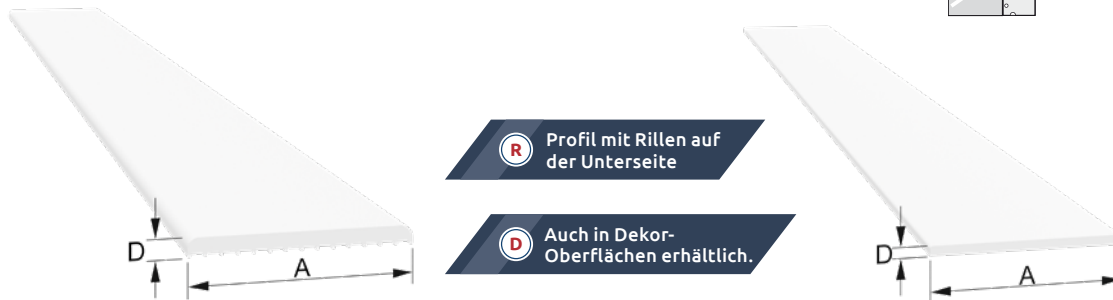 R
Profil mit Rillen auf
der Unterseite
D
Auch in Dekor-
Oberflächen erhältlich.
D
A
D
A